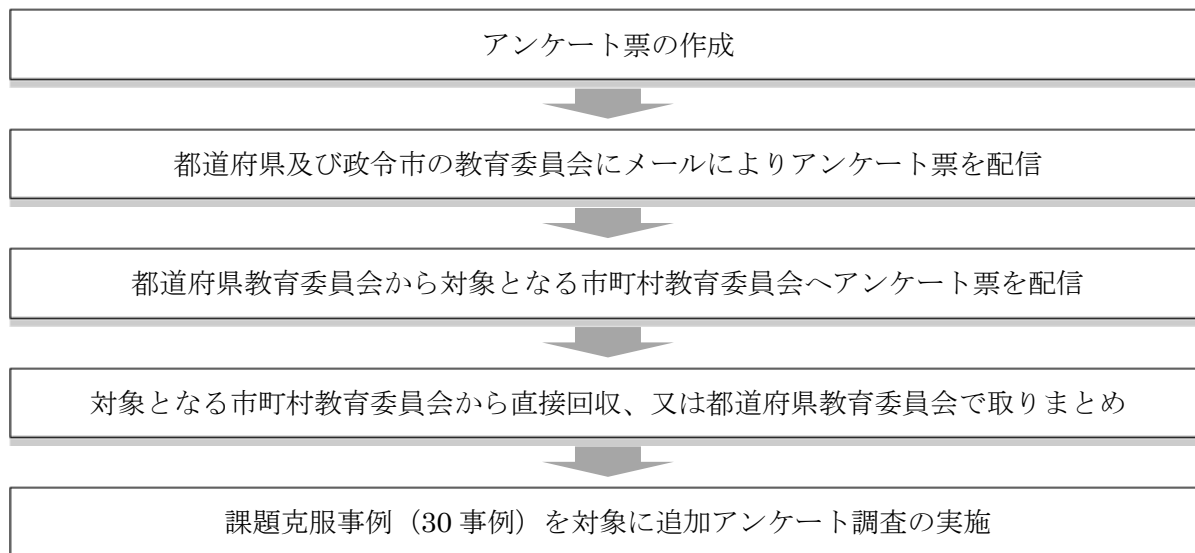 アンケート票の作成
都道府県及び政令市の教育委員会にメールによりアンケート票を配信
都道府県教育委員会から対象となる市町村教育委員会へアンケート票を配信
対象となる市町村教育委員会から直接回収、又は都道府県教育委員会で取りまとめ
課題克服事例（30 事例）を対象に追加アンケート調査の実施